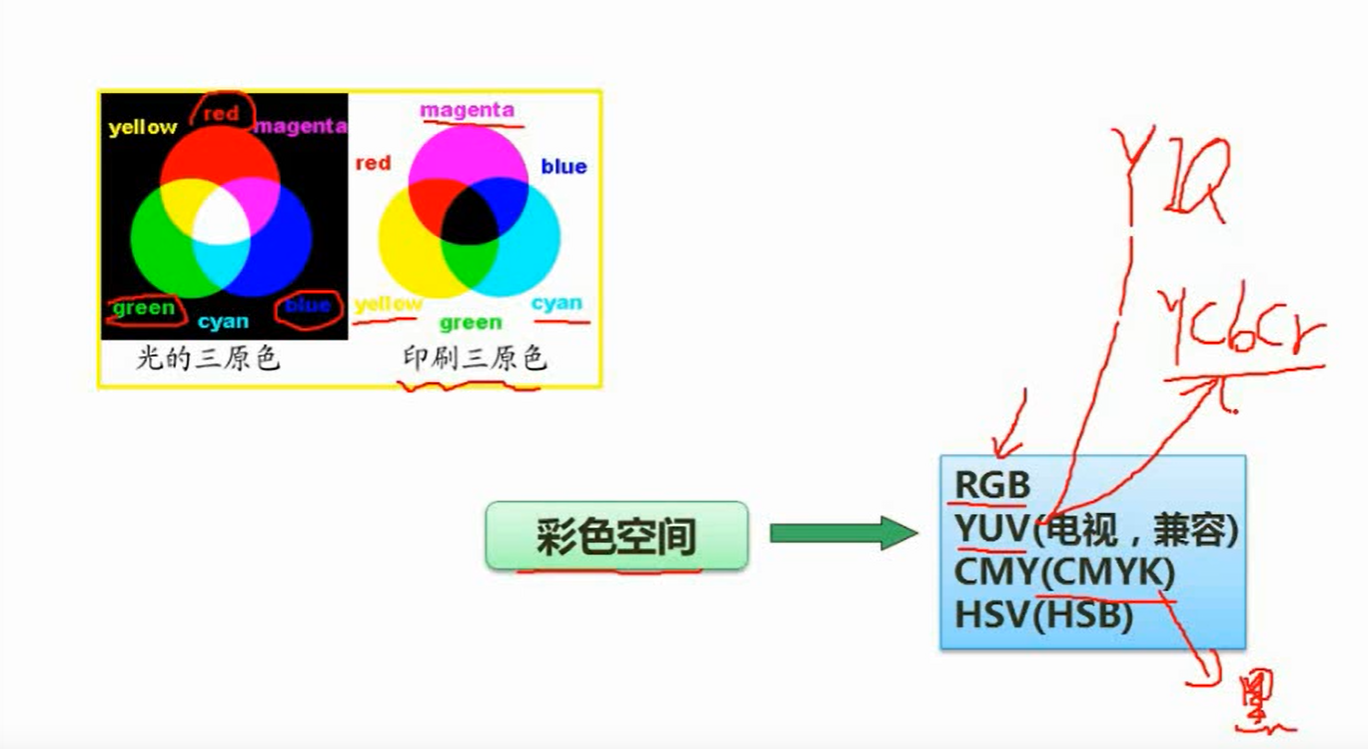 red
yellow
magenta
green
blue
cyan
光的三原色
magenta
red
blue
yellow
cyan
green
印刷三原色
YIQ
YCbCr
彩色空间
RGB
YUV(电视，兼容)
CMY(CMYK)
HSV(HSB)
黑